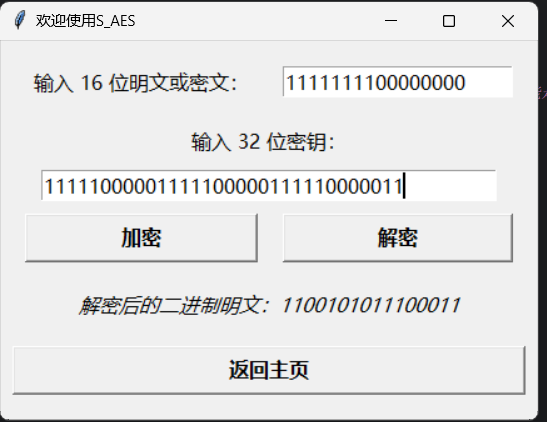 欢迎使用S_AES
输入 16 位明文或密文： 1111111100000000
输入 32 位密钥：
11111000001111100000111110000011
加密 解密
解密后的二进制明文：1100101011100011
返回主页